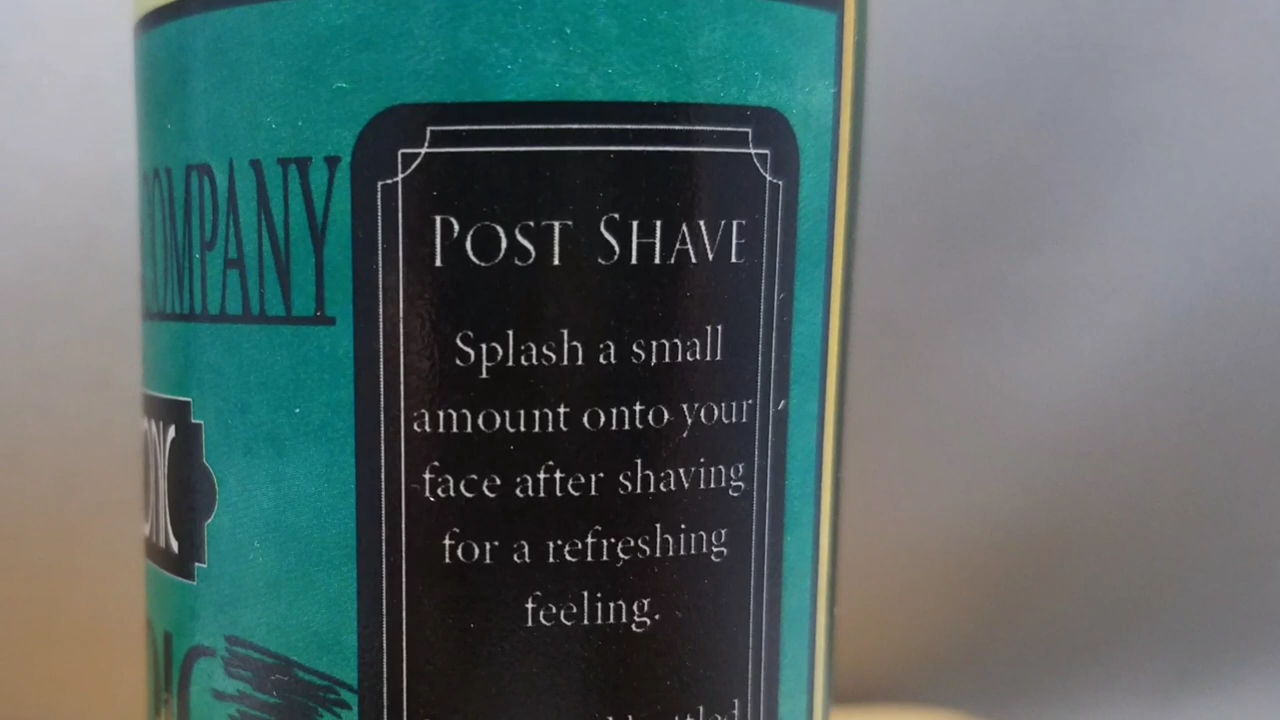 COMPANY
POST SHAVE
Splash a small
amount onto your
face after shaving
for a refreshing
feeling.